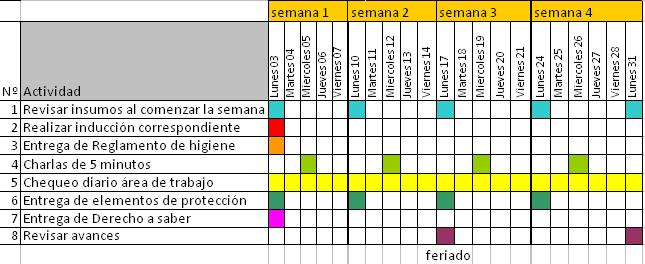 semana 1 semana 2 semana 3 semana 4
Nº Actividad Lunes 03 Martes 04 Miercoles 05 Jueves 06 Viernes 07 Lunes 10 Martes 11 Miercoles 12 Jueves 13 Viernes 14 Lunes 17 Martes 18 Miercoles 19 Jueves 20 Viernes 21 Lunes 24 Martes 25 Miercoles 26 Jueves 27 Viernes 28 Lunes 31
1 Revisar insumos al comenzar la semana
2 Realizar inducción correspondiente
3 Entrega de Reglamento de higiene
4 Charlas de 5 minutos
5 Chequeo diario área de trabajo
6 Entrega de elementos de protección
7 Entrega de Derecho a saber
8 Revisar avances
feriado